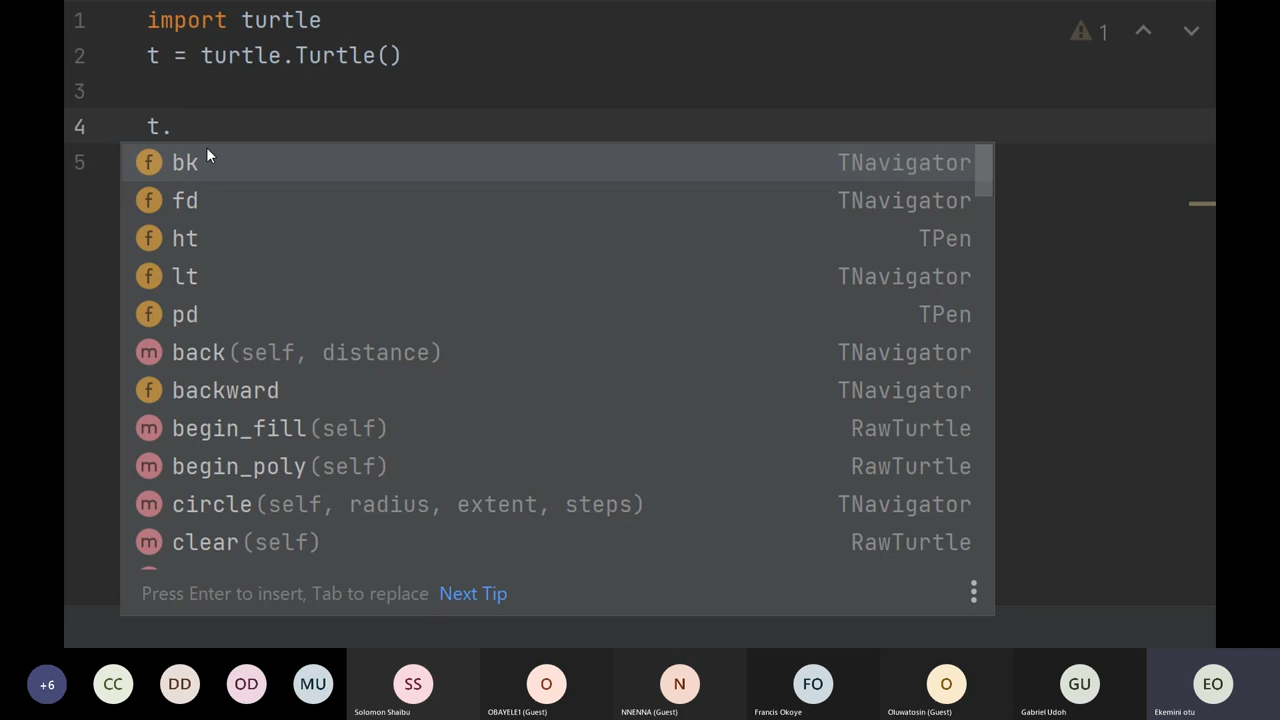 1 import turtle
2 t = turtle.Turtle()
3
4 t.
5
1
f bk TNavigator
f fd TNavigator
f ht TPen
f lt TNavigator
f pd TPen
m back(self, distance) TNavigator
f backward TNavigator
m begin_fill(self) RawTurtle
m begin_poly(self) RawTurtle
m circle(self, radius, extent, steps) TNavigator
m clear(self) RawTurtle
Press Enter to insert, Tab to replace Next Tip
+6 CC DD OD MU SS O N FO O GU EO
Solomon Shaibu OBAYELE1 (Guest) NNENNA (Guest) Francis Okoye Oluwatosin (Guest) Gabriel Udoh Ekemini otu